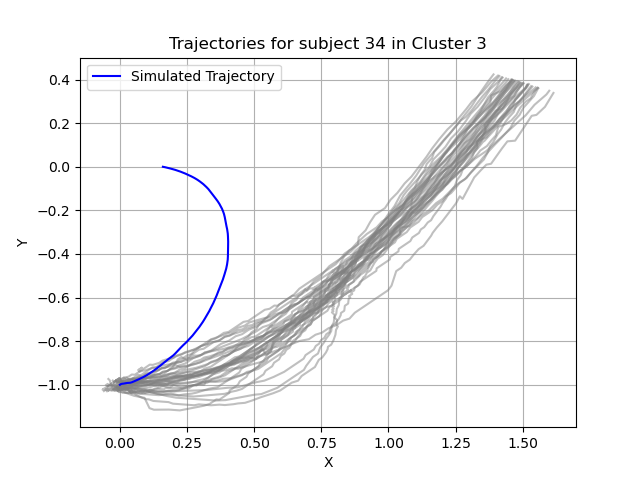 Trajectories for subject 34 in Cluster 3
Simulated Trajectory
0.4
0.2
0.0
−0.2
−0.4
−0.6
−0.8
−1.0
Y
0.00 0.25 0.50 0.75 1.00 1.25 1.50
X